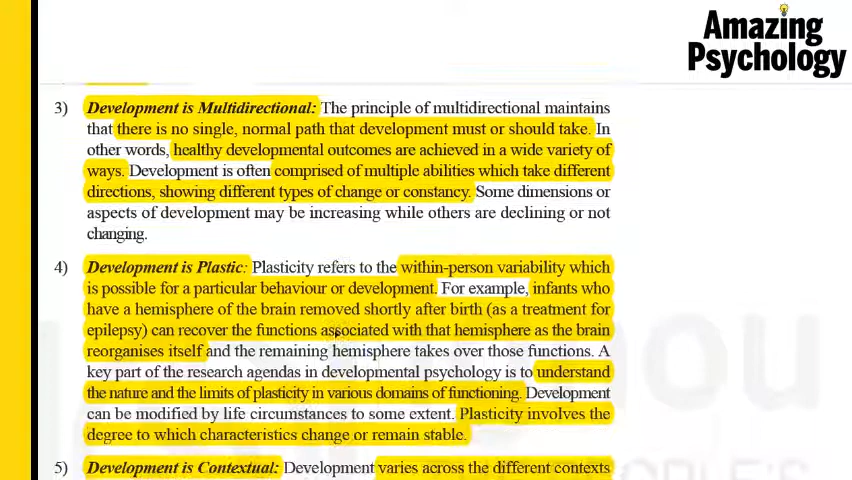 Amazing
Psychology
3) Development is Multidirectional: The principle of multidirectional maintains
that there is no single, normal path that development must or should take. In
other words, healthy developmental outcomes are achieved in a wide variety of
ways. Development is often comprised of multiple abilities which take different
directions, showing different types of change or constancy. Some dimensions or
aspects of development may be increasing while others are declining or not
changing.
4) Development is Plastic: Plasticity refers to the within-person variability which
is possible for a particular behaviour or development. For example, infants who
have a hemisphere of the brain removed shortly after birth (as a treatment for
epilepsy) can recover the functions associated with that hemisphere as the brain
reorganises itself and the remaining hemisphere takes over those functions. A
key part of the research agendas in developmental psychology is to understand
the nature and the limits of plasticity in various domains of functioning. Development
can be modified by life circumstances to some extent. Plasticity involves the
degree to which characteristics change or remain stable.
5) Development is Contextual: Development varies across the different contexts